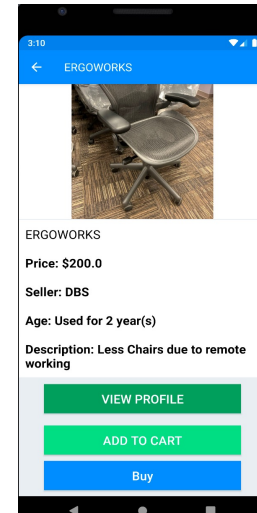 3:10
ERGOWORKS
ERGOWORKS
Price: $200.0
Seller: DBS
Age: Used for 2 year(s)
Description: Less Chairs due to remote
working
VIEW PROFILE
ADD TO CART
Buy